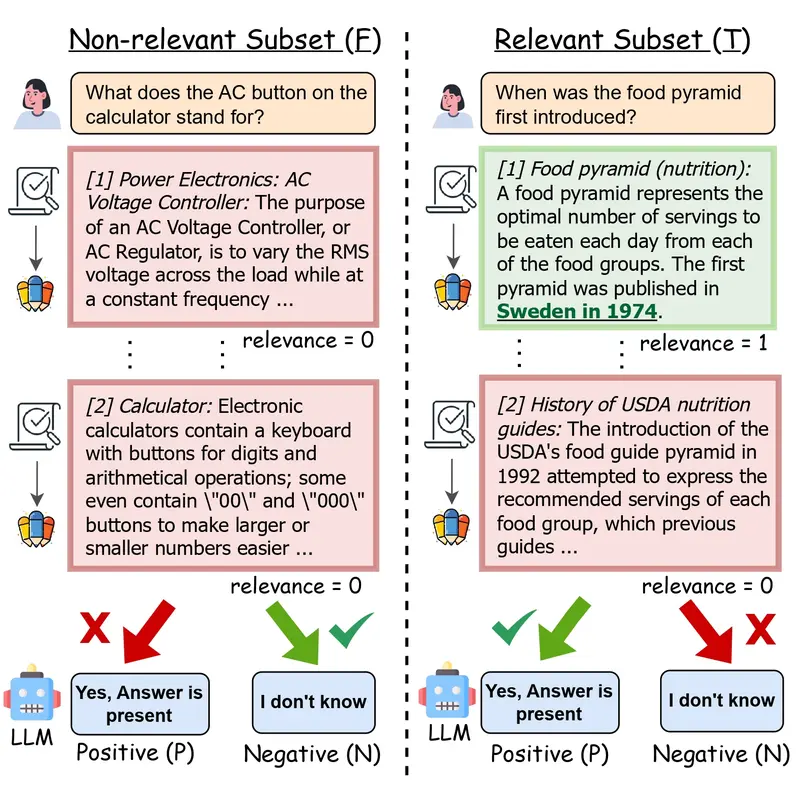 Non-relevant Subset (F)
What does the AC button on the
calculator stand for?
[1] Power Electronics: AC
Voltage Controller: The purpose
of an AC Voltage Controller, or
AC Regulator, is to vary the RMS
voltage across the load while at
a constant frequency ...
relevance = 0
[2] Calculator: Electronic
calculators contain a keyboard
with buttons for digits and
arithmetical operations; some
even contain \"00\" and \"000\"
buttons to make larger or
smaller numbers easier ...
relevance = 0
LLM
Yes, Answer is
present
Positive (P)
I don't know
Negative (N)
Relevant Subset (T)
When was the food pyramid
first introduced?
[1] Food pyramid (nutrition):
A food pyramid represents the
optimal number of servings to
be eaten each day from each
of the food groups. The first
pyramid was published in
Sweden in 1974.
relevance = 1
[2] History of USDA nutrition
guides: The introduction of the
USDA's food guide pyramid in
1992 attempted to express the
recommended servings of each
food group, which previous
guides ...
relevance = 0
LLM
Yes, Answer is
present
Positive (P)
I don't know
Negative (N)